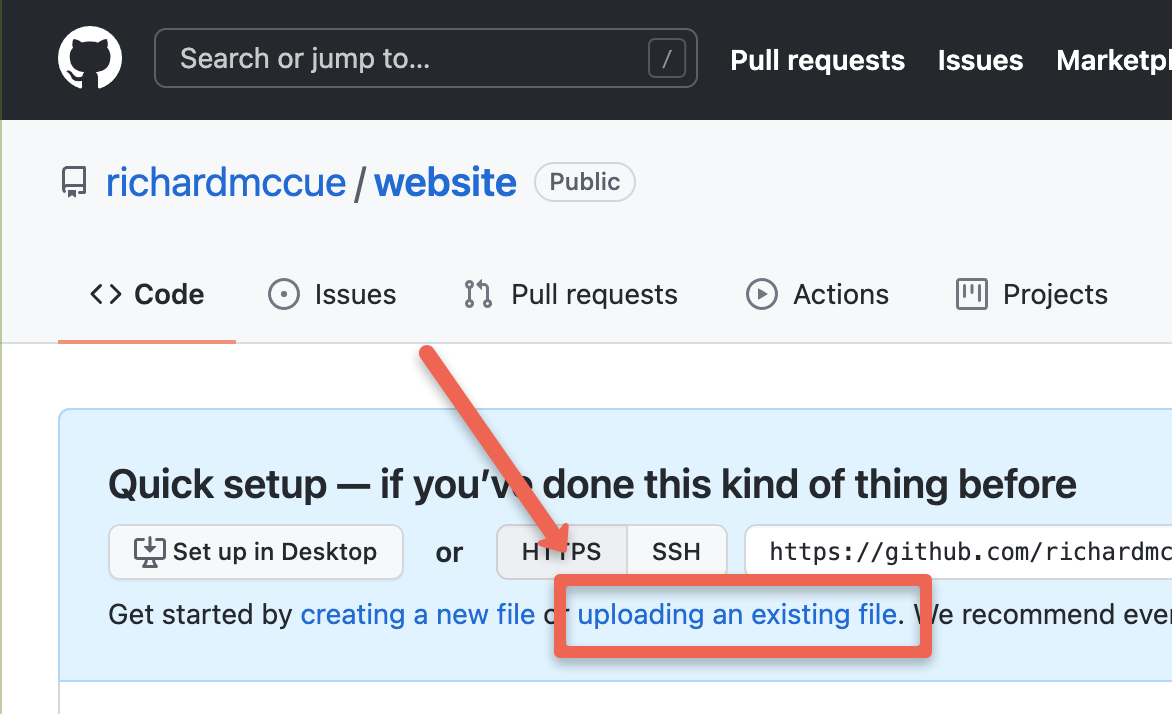 Search or jump to... / Pull requests Issues Marketpl
richardmccue / website Public
Code Issues Pull requests Actions Projects
Quick setup — if you’ve done this kind of thing before
Set up in Desktop or HTTPS SSH https://github.com/richardmc
Get started by creating a new file or uploading an existing file. We recommend ever